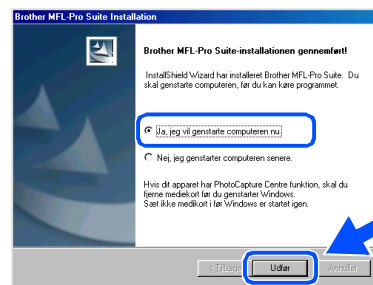 Brother MFL-Pro Suite Installation
Brother MFL-Pro Suite-installationen gennemført!
InstallShield Wizard har installeret Brother MFL-Pro Suite. Du
skal genstarte computeren, før du kan køre programmet.
Ja, jeg vil genstarte computeren nu.
Nej, jeg genstarter computeren senere.
Hvis dit apparat har PhotoCapture Centre funktion, skal du
fjerne mediekort før du genstarter Windows.
Sæt ikke medikort i før Windows er startet igen.
< Tilbage Udfør Annuller